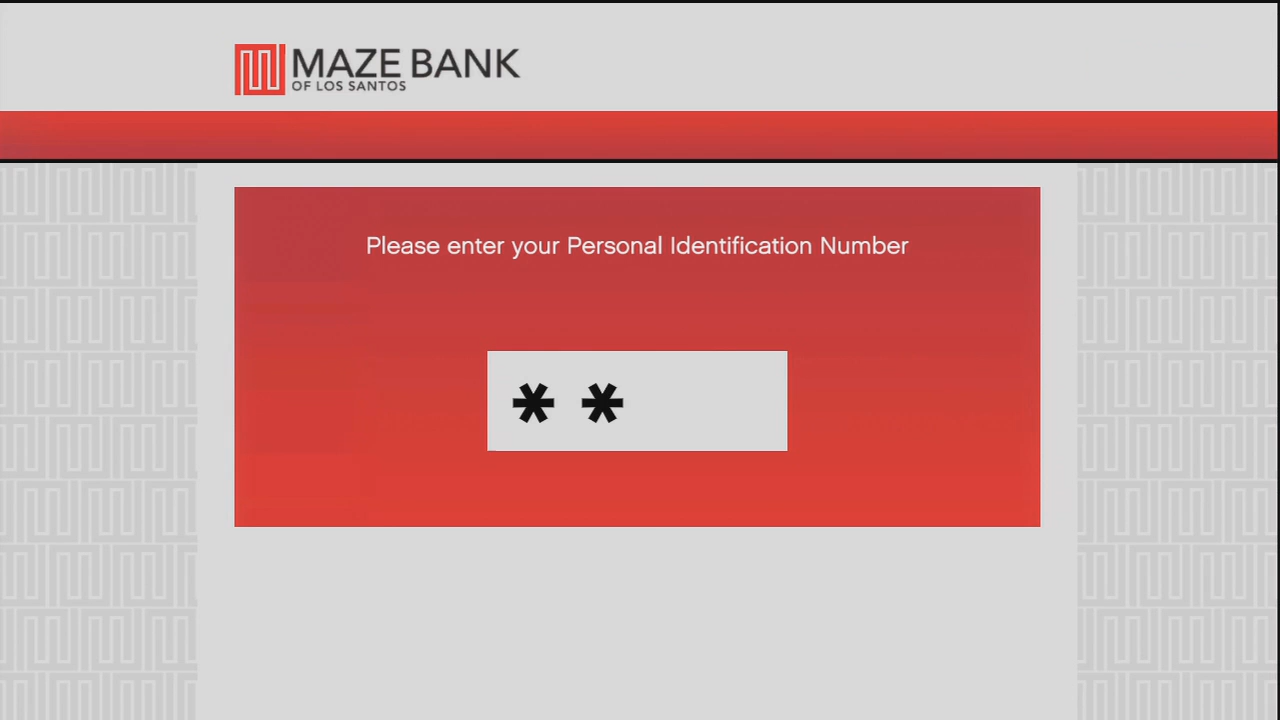 MAZE BANK
OF LOS SANTOS
Please enter your Personal Identification Number
* *